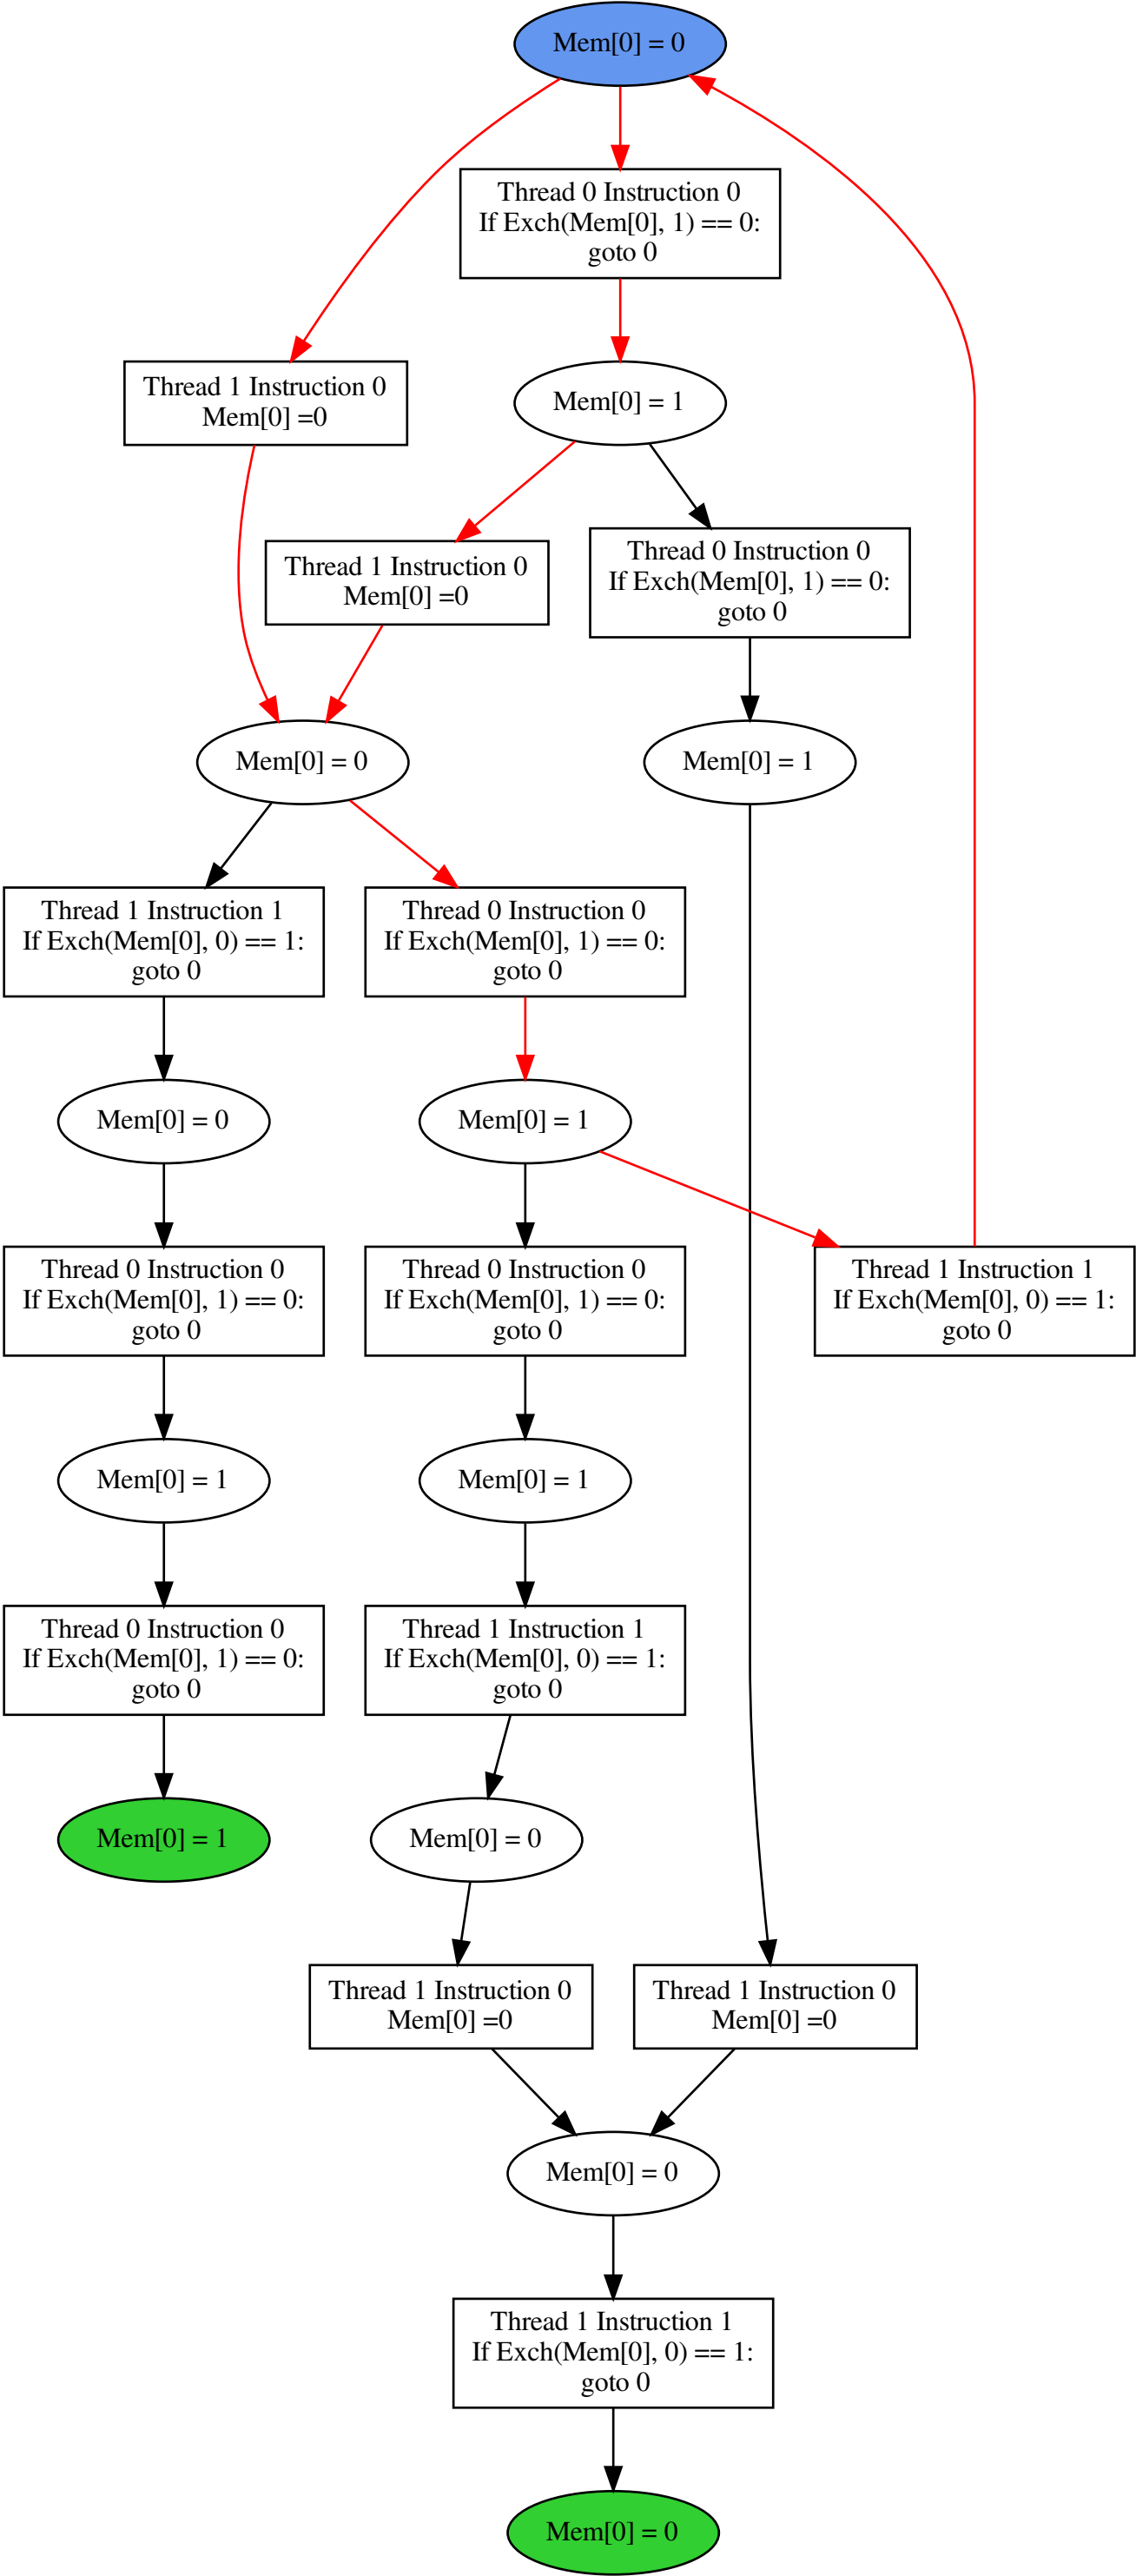 Mem[0] = 0
Thread 0 Instruction 0
If Exch(Mem[0], 1) == 0:
goto 0
Thread 1 Instruction 0
Mem[0] =0
Mem[0] = 1
Thread 1 Instruction 0
Mem[0] =0
Thread 0 Instruction 0
If Exch(Mem[0], 1) == 0:
goto 0
Mem[0] = 0
Mem[0] = 1
Thread 1 Instruction 1
If Exch(Mem[0], 0) == 1:
goto 0
Thread 0 Instruction 0
If Exch(Mem[0], 1) == 0:
goto 0
Mem[0] = 0
Mem[0] = 1
Thread 0 Instruction 0
If Exch(Mem[0], 1) == 0:
goto 0
Thread 0 Instruction 0
If Exch(Mem[0], 1) == 0:
goto 0
Thread 1 Instruction 1
If Exch(Mem[0], 0) == 1:
goto 0
Mem[0] = 1
Mem[0] = 1
Thread 0 Instruction 0
If Exch(Mem[0], 1) == 0:
goto 0
Thread 1 Instruction 1
If Exch(Mem[0], 0) == 1:
goto 0
Mem[0] = 1
Mem[0] = 0
Thread 1 Instruction 0
Mem[0] =0
Thread 1 Instruction 0
Mem[0] =0
Mem[0] = 0
Thread 1 Instruction 1
If Exch(Mem[0], 0) == 1:
goto 0
Mem[0] = 0